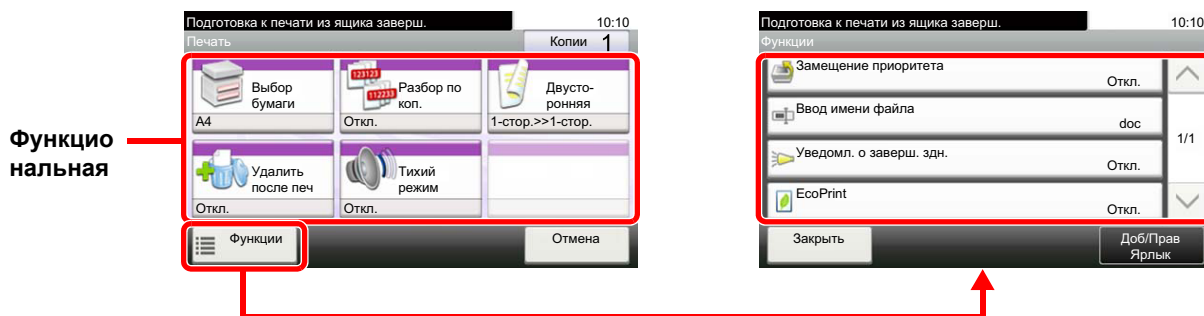 Функцио
нальная
Подготовка к печати из ящика заверш.
10:10
Печать
Копии 1
Выбор
бумаги
A4
123123
112233
Разбор по
коп.
Откл.
Двусто-
ронняя
1-стор.>>1-стор.
Удалить
после печ
Откл.
Тихий
режим
Откл.
Функции
Отмена
Подготовка к печати из ящика заверш.
10:10
Функции
Замещение приоритета
Откл.
Ввод имени файла
doc
1/1
Уведомл. о заверш. здн.
Откл.
EcoPrint
Откл.
Закрыть
Доб/Прав
Ярлык